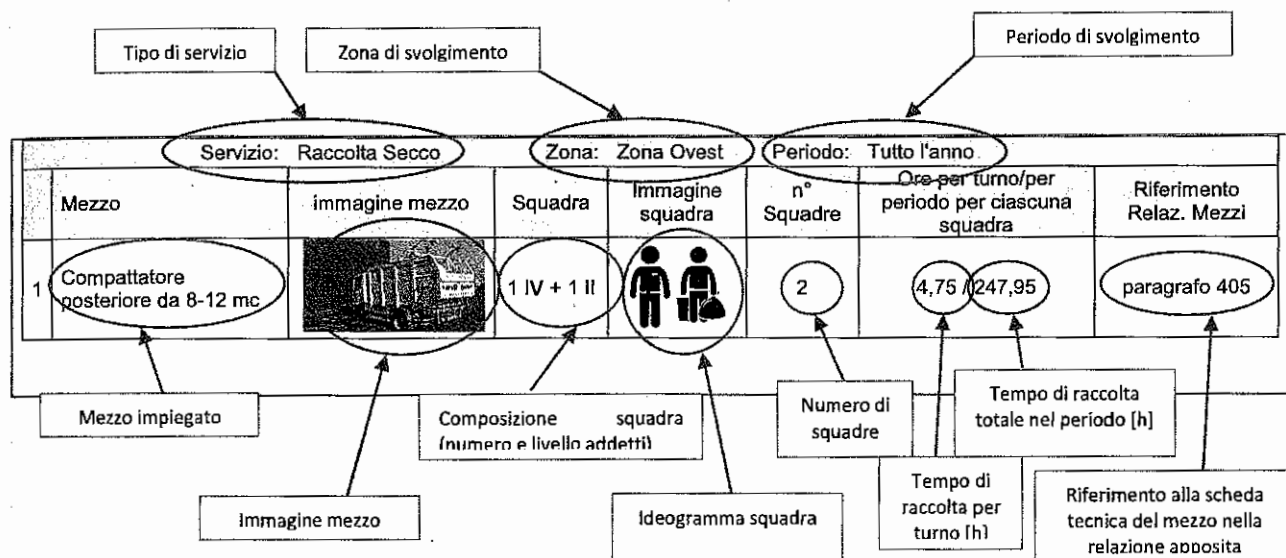 Tipo di servizio
Zona di svolgimento
Periodo di svolgimento
Servizio: Raccolta Secco Zona: Zona Ovest Periodo: Tutto l'anno
Mezzo
immagine mezzo
Squadra
Immagine
squadra
n°
Squadre
Ore per turno/per
periodo per ciascuna
squadra
Riferimento
Relaz. Mezzi
1
Compattatore
posteriore da 8-12 mc
1 IV + 1 II
2
4,75 / 247,95
paragrafo 405
Mezzo impiegato
Composizione squadra
(numero e livello addetti)
Numero di
squadre
Tempo di raccolta
totale nel periodo [h]
Immagine mezzo
Ideogramma squadra
Tempo di
raccolta per
turno [h]
Riferimento alla scheda
tecnica del mezzo nella
relazione apposita